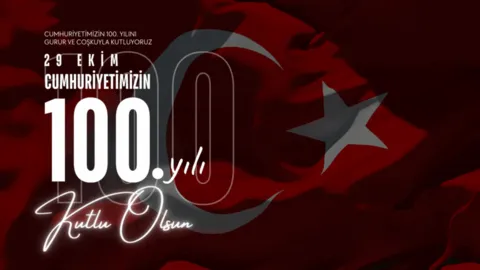 CUMHURİYETİMİZİN 100. YILINI
GURUR VE COŞKUYLA KUTLUYORUZ
29 EKİM
CUMHURİYETİMİZİN
100. yılı
Kutlu Olsun